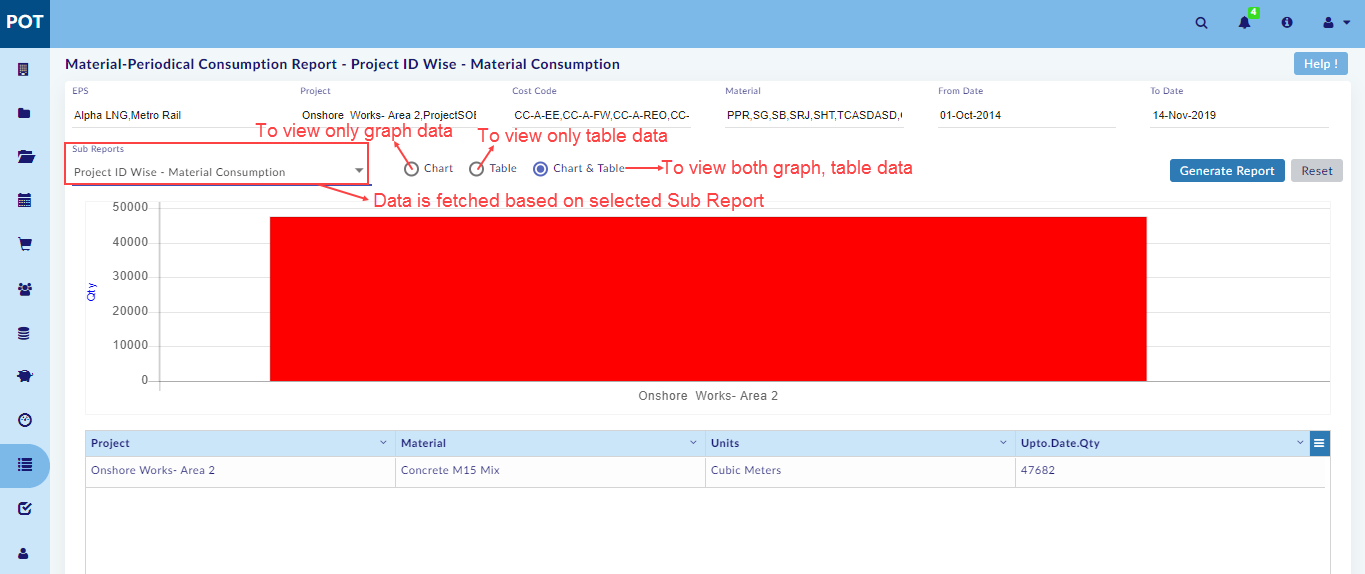 POT
4
Material-Periodical Consumption Report - Project ID Wise - Material Consumption
Help !
EPS Project Cost Code Material From Date To Date
Alpha LNG,Metro Rail Onshore Works- Area 2,ProjectSOE CC-A-EE,CC-A-FW,CC-A-REO,CC- PPR,SG,SB,SRJ,SHT,TCASDASD, 01-Oct-2014 14-Nov-2019
To view only graph data To view only table data
Sub Reports
Project ID Wise - Material Consumption
Chart Table Chart & Table To view both graph, table data
Generate Report Reset
Data is fetched based on selected Sub Report
50000
40000
30000
20000
10000
0
Qty
Onshore Works- Area 2
Project Material Units Upto.Date.Qty
Onshore Works- Area 2 Concrete M15 Mix Cubic Meters 47682